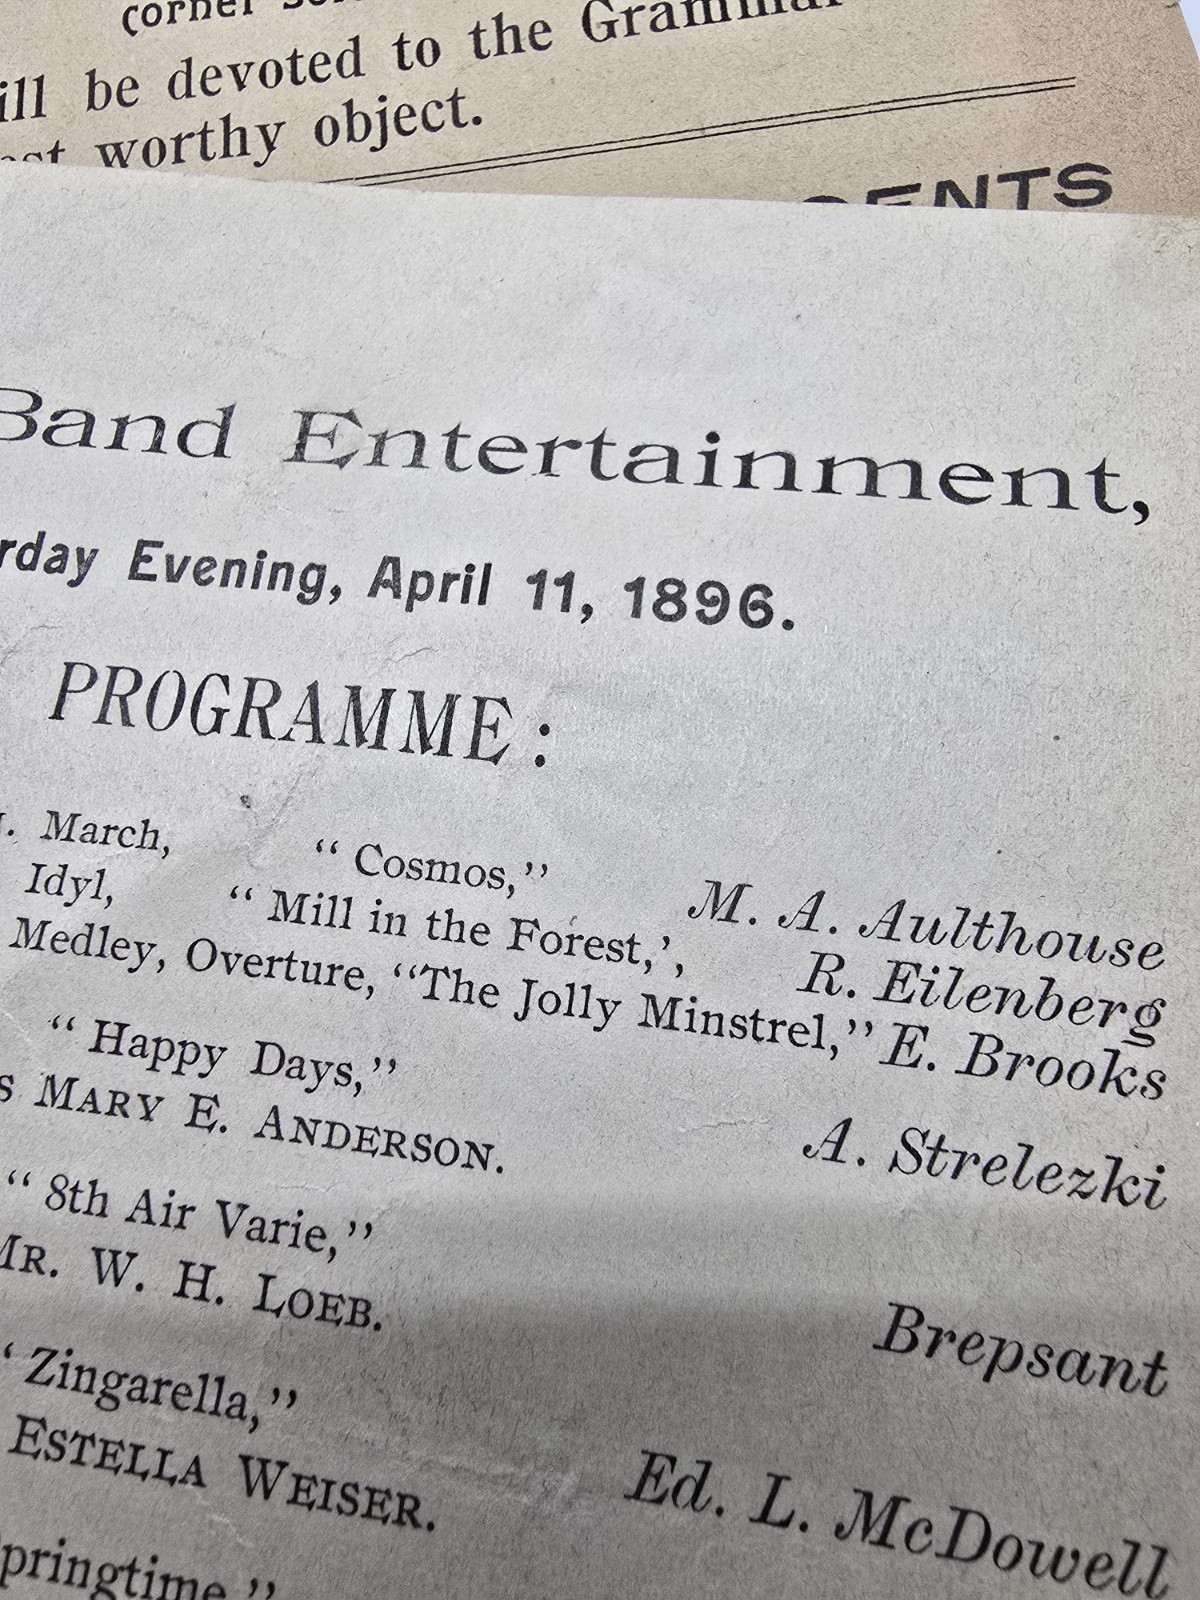 corner
ill be devoted to the Grammar
worthy object.
Band Entertainment,
rday Evening, April 11, 1896.
PROGRAMME:
March, “ Cosmos,” M. A. Aulthouse
Idyl, “ Mill in the Forest,’, R. Eilenberg
Medley, Overture, “The Jolly Minstrel,” E. Brooks
“ Happy Days,” A. Strelezki
s MARY E. ANDERSON.
“ 8th Air Varie,” Brepsant
MR. W. H. LOEB.
“ Zingarella,” Ed. L. McDowell
ESTELLA WEISER.
pringtime,”